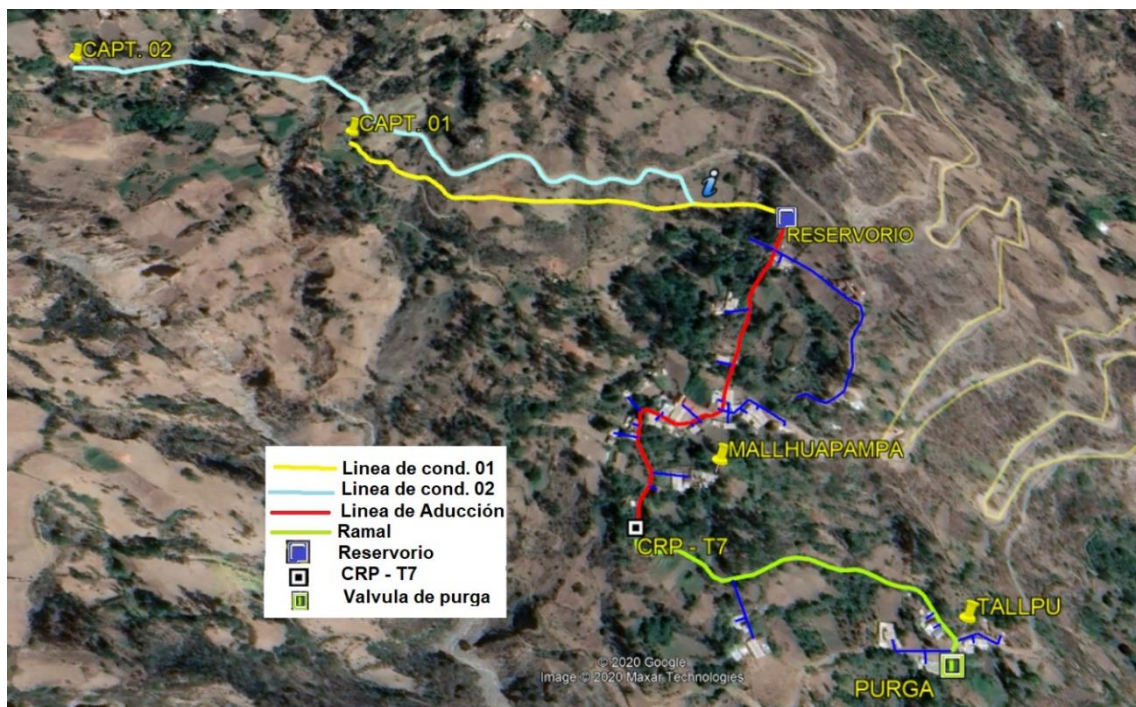 CAPT. 02
CAPT. 01
RESERVORIO
MALLHUAPAMPA
Linea de cond. 01
Linea de cond. 02
Linea de Aducción
Ramal
Reservorio
CRP - T7
Valvula de purga
CRP - T7
TALLPU
PURGA
© 2020 Google
Image © 2020 Maxar Technologies